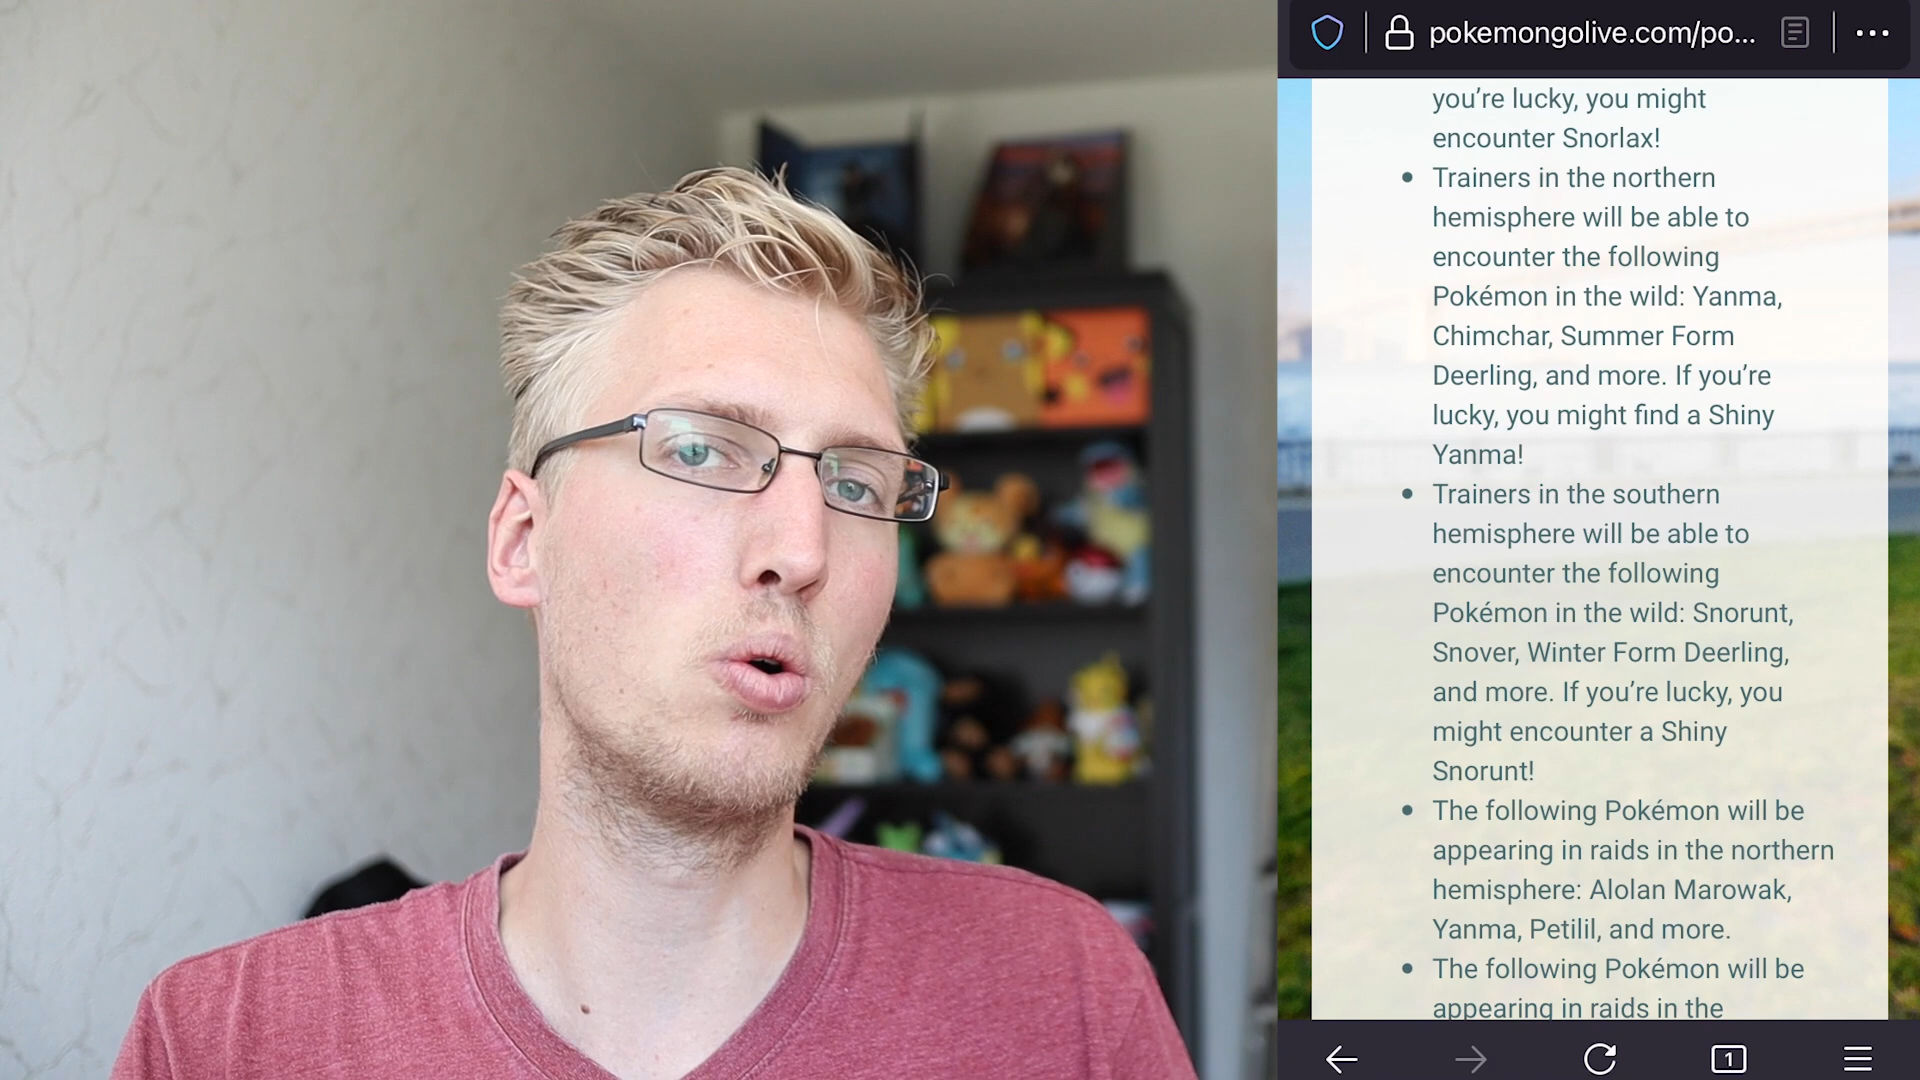 pokemongolive.com/po...
you’re lucky, you might
encounter Snorlax!
• Trainers in the northern
hemisphere will be able to
encounter the following
Pokémon in the wild: Yanma,
Chimchar, Summer Form
Deerling, and more. If you’re
lucky, you might find a Shiny
Yanma!
• Trainers in the southern
hemisphere will be able to
encounter the following
Pokémon in the wild: Snorunt,
Snover, Winter Form Deerling,
and more. If you’re lucky, you
might encounter a Shiny
Snorunt!
• The following Pokémon will be
appearing in raids in the northern
hemisphere: Alolan Marowak,
Yanma, Petilil, and more.
• The following Pokémon will be
appearing in raids in the
1